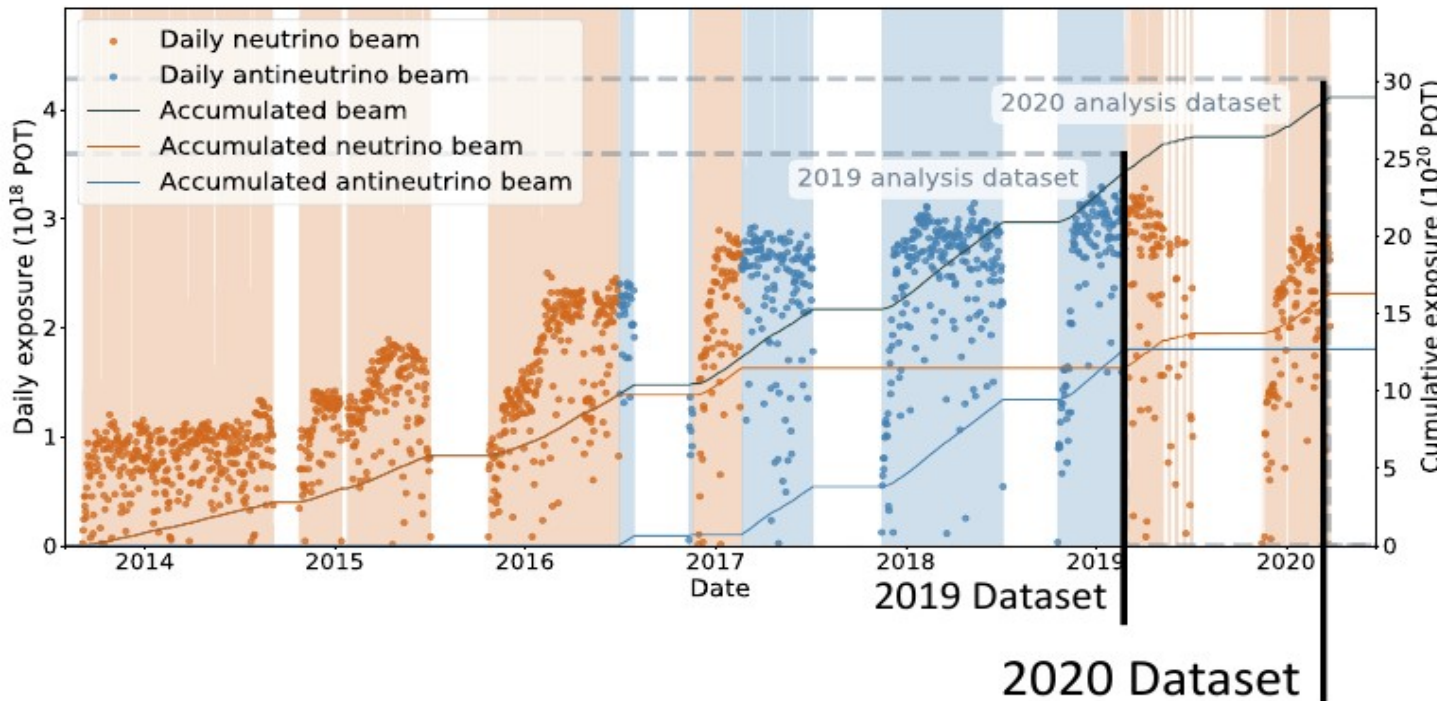 Daily neutrino beam
Daily antineutrino beam
Accumulated beam
Accumulated neutrino beam
Accumulated antineutrino beam
2020 analysis dataset
2019 analysis dataset
Daily exposure (10¹⁸ POT)
4
3
2
1
0
Cumulative exposure (10²⁰ POT)
30
25
20
15
10
5
0
2014 2015 2016 2017 2018 2019 2020
Date
2019 Dataset
2020 Dataset